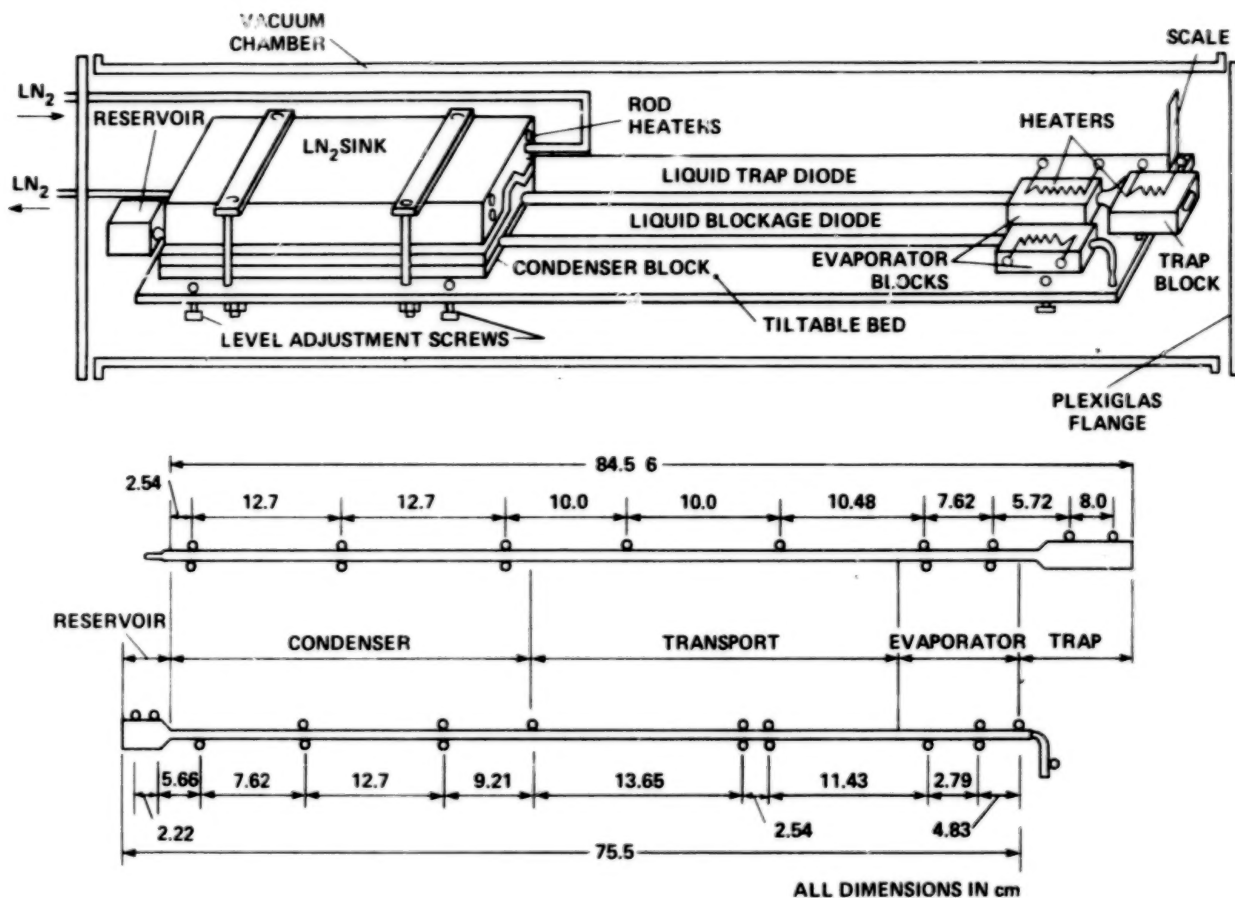 VACUUM
CHAMBER
SCALE
LN2
ROD
HEATERS
HEATERS
RESERVOIR
LN2 SINK
LIQUID TRAP DIODE
LN2
LIQUID BLOCKAGE DIODE
CONDENSER BLOCK
EVAPORATOR
BLOCKS
TRAP
BLOCK
LEVEL ADJUSTMENT SCREWS
TILTABLE BED
PLEXIGLAS
FLANGE
84.5 6
2.54
12.7
12.7
10.0
10.0
10.48
7.62
5.72
8.0
RESERVOIR
CONDENSER
TRANSPORT
EVAPORATOR
TRAP
5.66
7.62
12.7
9.21
13.65
11.43
2.79
2.22
2.54
4.83
75.5
ALL DIMENSIONS IN cm